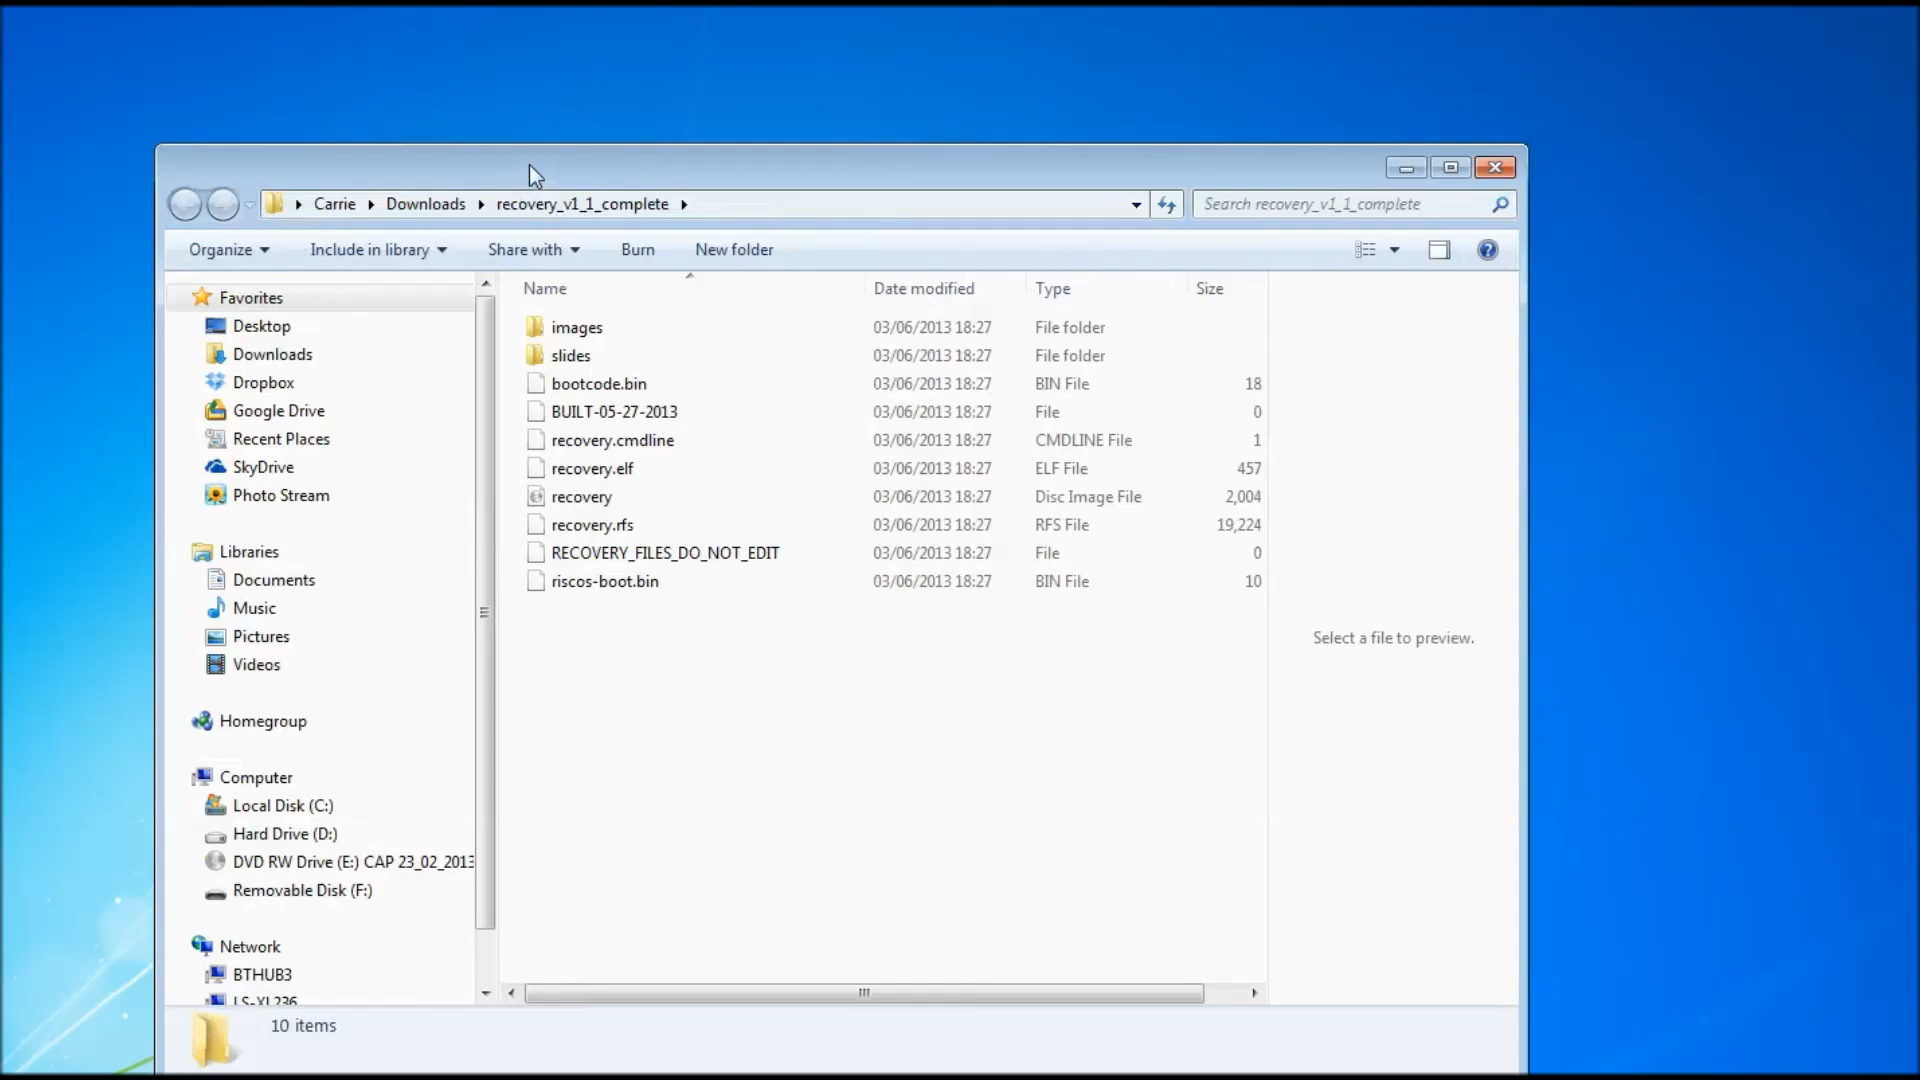 Carrie Downloads recovery_v1_1_complete
Search recovery_v1_1_complete
Organize Include in library Share with Burn New folder
Name Date modified Type Size
Favorites
Desktop
Downloads
Dropbox
Google Drive
Recent Places
SkyDrive
Photo Stream
Libraries
Documents
Music
Pictures
Videos
Homegroup
Computer
Local Disk (C:)
Hard Drive (D:)
DVD RW Drive (E:) CAP 23_02_2013
Removable Disk (F:)
Network
BTHUB3
LS-XL236
images 03/06/2013 18:27 File folder
slides 03/06/2013 18:27 File folder
bootcode.bin 03/06/2013 18:27 BIN File 18
BUILT-05-27-2013 03/06/2013 18:27 File 0
recovery.cmdline 03/06/2013 18:27 CMDLINE File 1
recovery.elf 03/06/2013 18:27 ELF File 457
recovery 03/06/2013 18:27 Disc Image File 2,004
recovery.rfs 03/06/2013 18:27 RFS File 19,224
RECOVERY_FILES_DO_NOT_EDIT 03/06/2013 18:27 File 0
riscos-boot.bin 03/06/2013 18:27 BIN File 10
Select a file to preview.
10 items